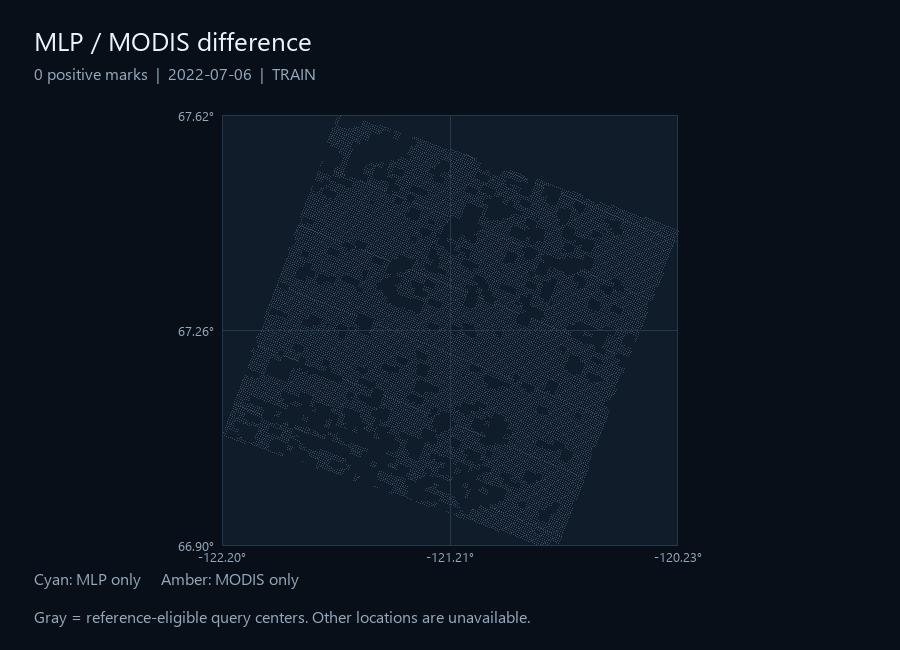 MLP / MODIS difference
0 positive marks | 2022-07-06 | TRAIN
67.62°
67.26°
66.90°
-122.20° -121.21° -120.23°
Cyan: MLP only Amber: MODIS only
Gray = reference-eligible query centers. Other locations are unavailable.